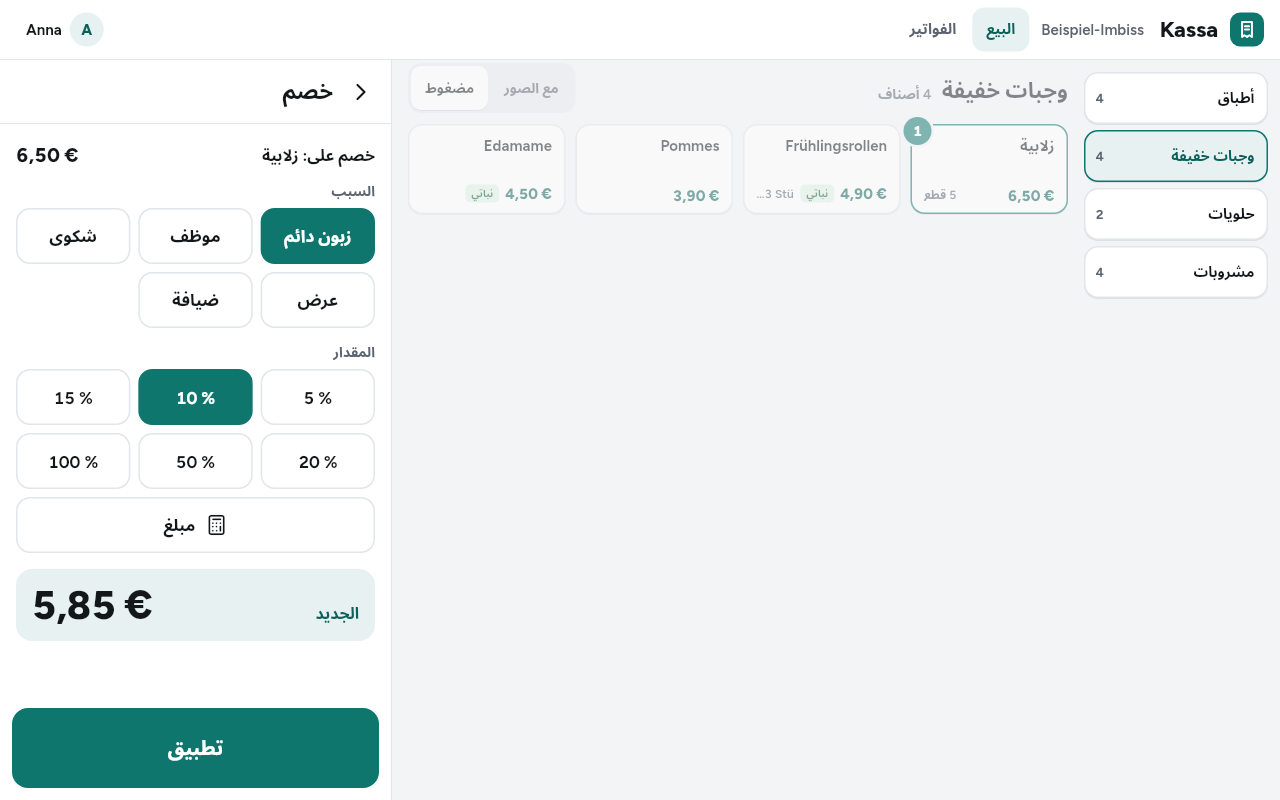 Kassa
Beispiel-Imbiss
البيع
الفواتير
A
Anna
أطباق
4
وجبات خفيفة
4
حلويات
2
مشروبات
4
وجبات خفيفة
4 أصناف
مع الصور
مضغوط
1
زلابية
6,50 €
5 قطع
Frühlingsrollen
4,90 €
نباتي
3 Stü…
Pommes
3,90 €
Edamame
4,50 €
نباتي
خصم
خصم على: زلابية
6,50 €
السبب
زبون دائم
موظف
شكوى
عرض
ضيافة
المقدار
5 %
10 %
15 %
20 %
50 %
100 %
مبلغ
الجديد
5,85 €
تطبيق